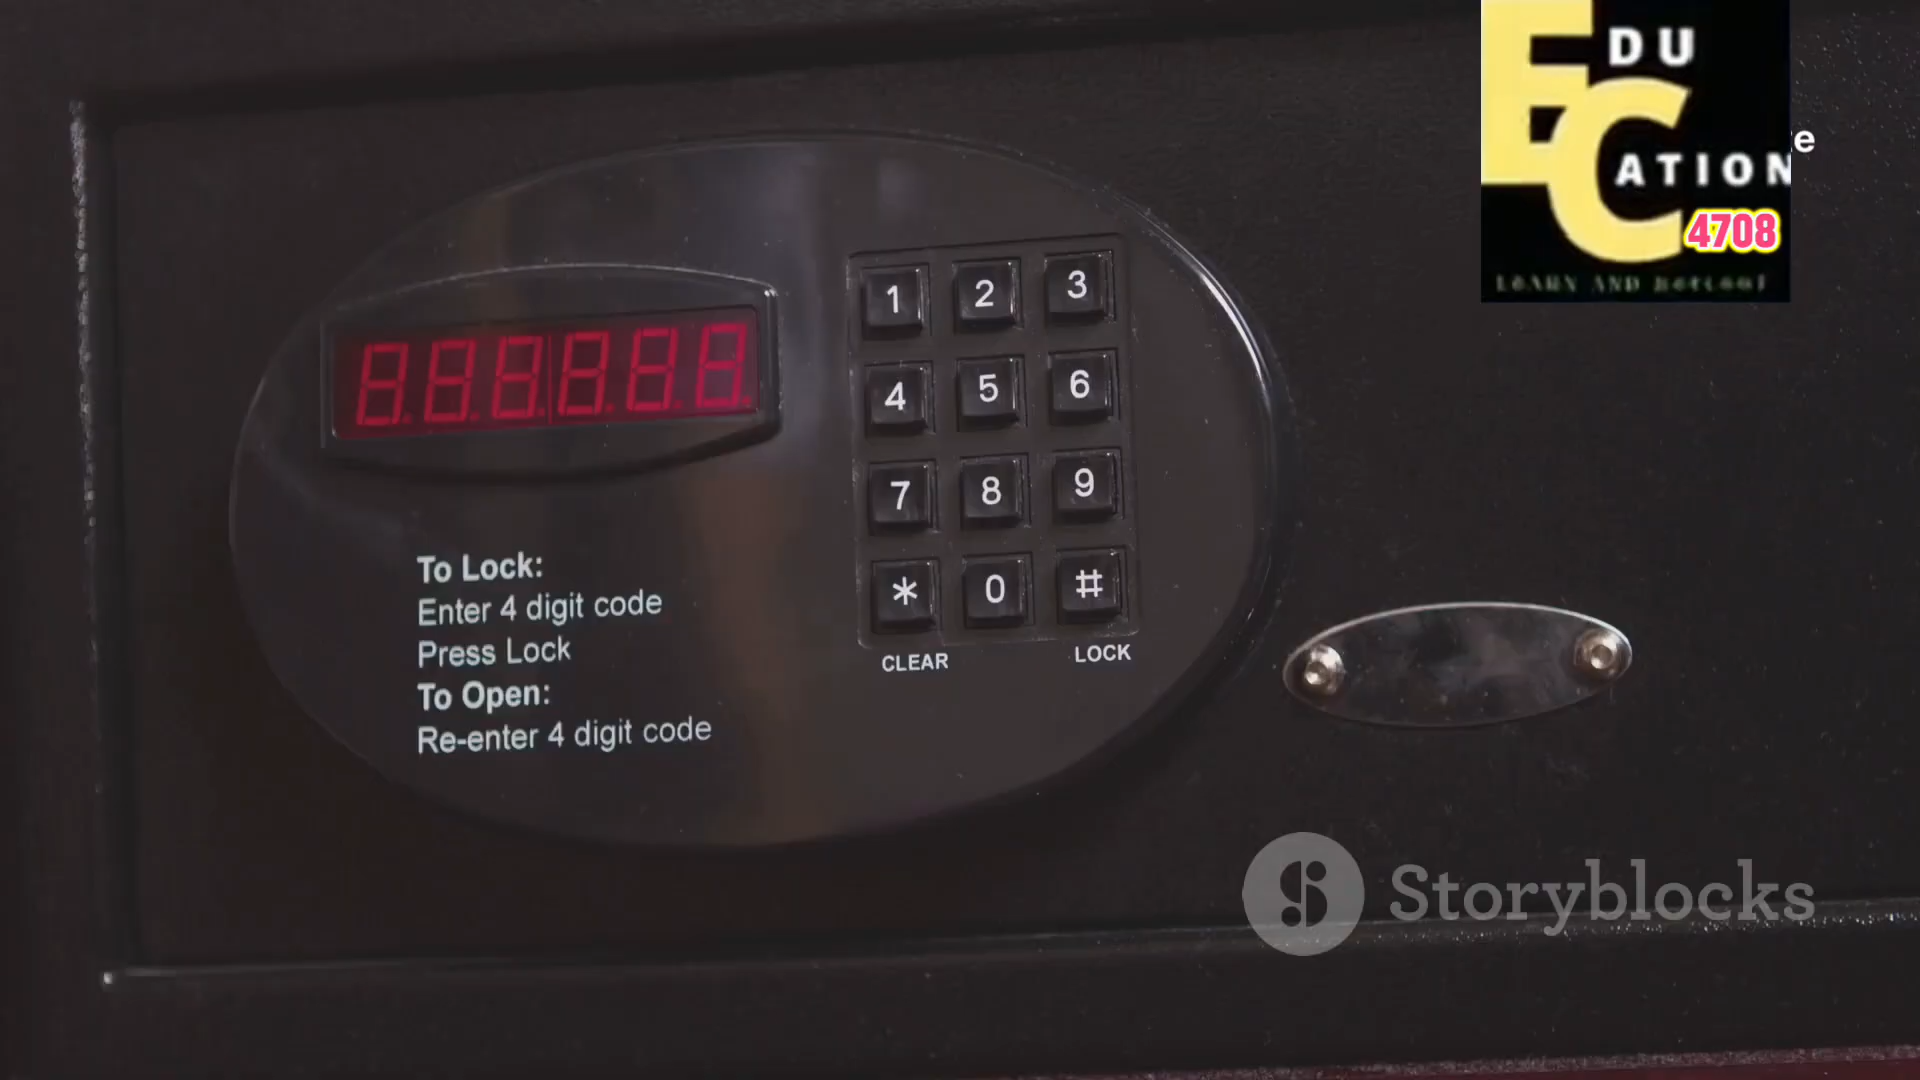 EDU
CATION
4708
LEARN AND
e
888888
1 2 3
4 5 6
7 8 9
* 0 #
CLEAR LOCK
To Lock:
Enter 4 digit code
Press Lock
To Open:
Re-enter 4 digit code
Storyblocks